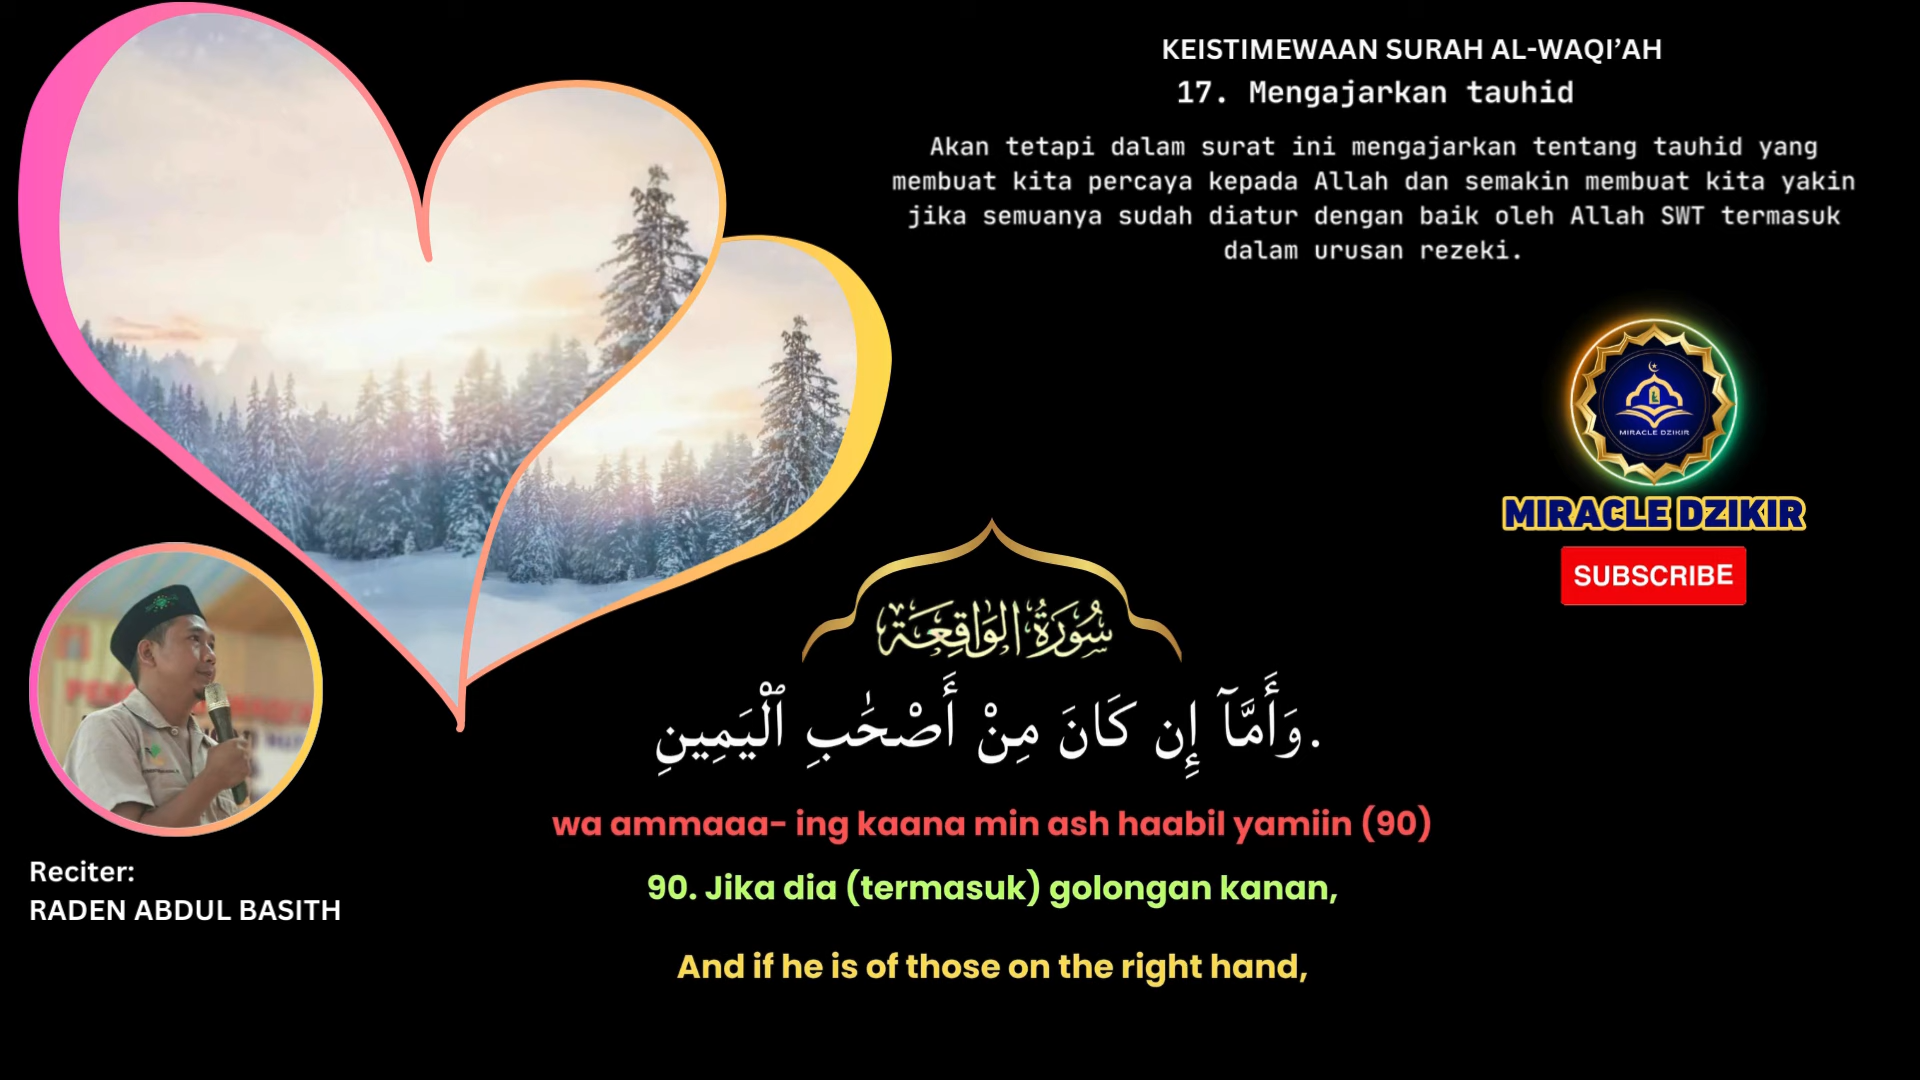 KEISTIMEWAAN SURAH AL-WAQI’AH
17. Mengajarkan tauhid
Akan tetapi dalam surat ini mengajarkan tentang tauhid yang
membuat kita percaya kepada Allah dan semakin membuat kita yakin
jika semuanya sudah diatur dengan baik oleh Allah SWT termasuk
dalam urusan rezeki.
MIRACLE DZIKIR
MIRACLE DZIKIR
SUBSCRIBE
سُوْرَةُ الْوَاقِعَة
وَأَمَّآ إِن كَانَ مِنْ أَصْحَٰبِ ٱلْيَمِينِ.
wa ammaaa- ing kaana min ash haabil yamiin (90)
90. Jika dia (termasuk) golongan kanan,
And if he is of those on the right hand,
Reciter:
RADEN ABDUL BASITH